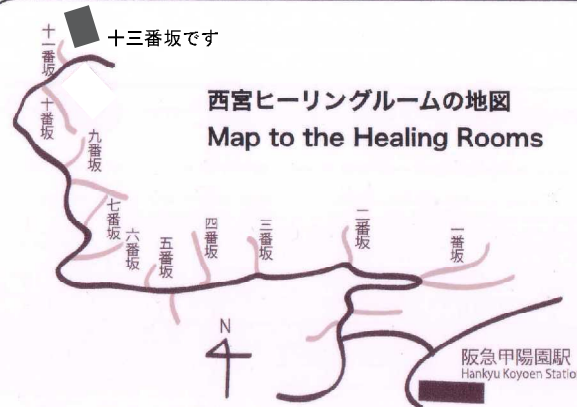 十三番坂です
西宮ヒーリングルームの地図
Map to the Healing Rooms
十一番坂
十番坂
九番坂
七番坂
六番坂
五番坂
四番坂
三番坂
二番坂
一番坂
N
阪急甲陽園駅
Hankyu Koyoen Statio